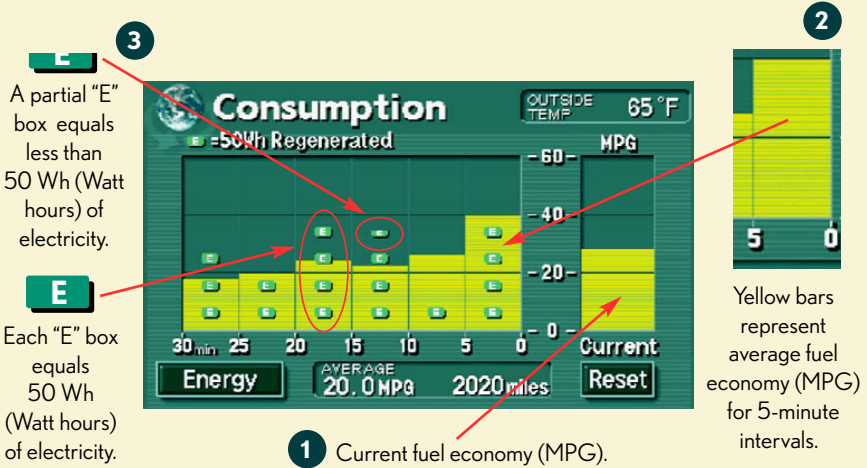 3
2
E
A partial “E”
box equals
less than
50 Wh (Watt
hours) of
electricity.
E
Each “E” box
equals
50 Wh
(Watt hours)
of electricity.
Consumption
OUTSIDE
TEMP
65°F
E =50Wh Regenerated
MPG
60
40
20
0
E E E
E E E E
E E E E E
E E E E E E
30 min 25 20 15 10 5 0
Current
Energy
AVERAGE
20.0 MPG 2020 miles
Reset
5 0
Yellow bars
represent
average fuel
economy (MPG)
for 5-minute
intervals.
1 Current fuel economy (MPG).